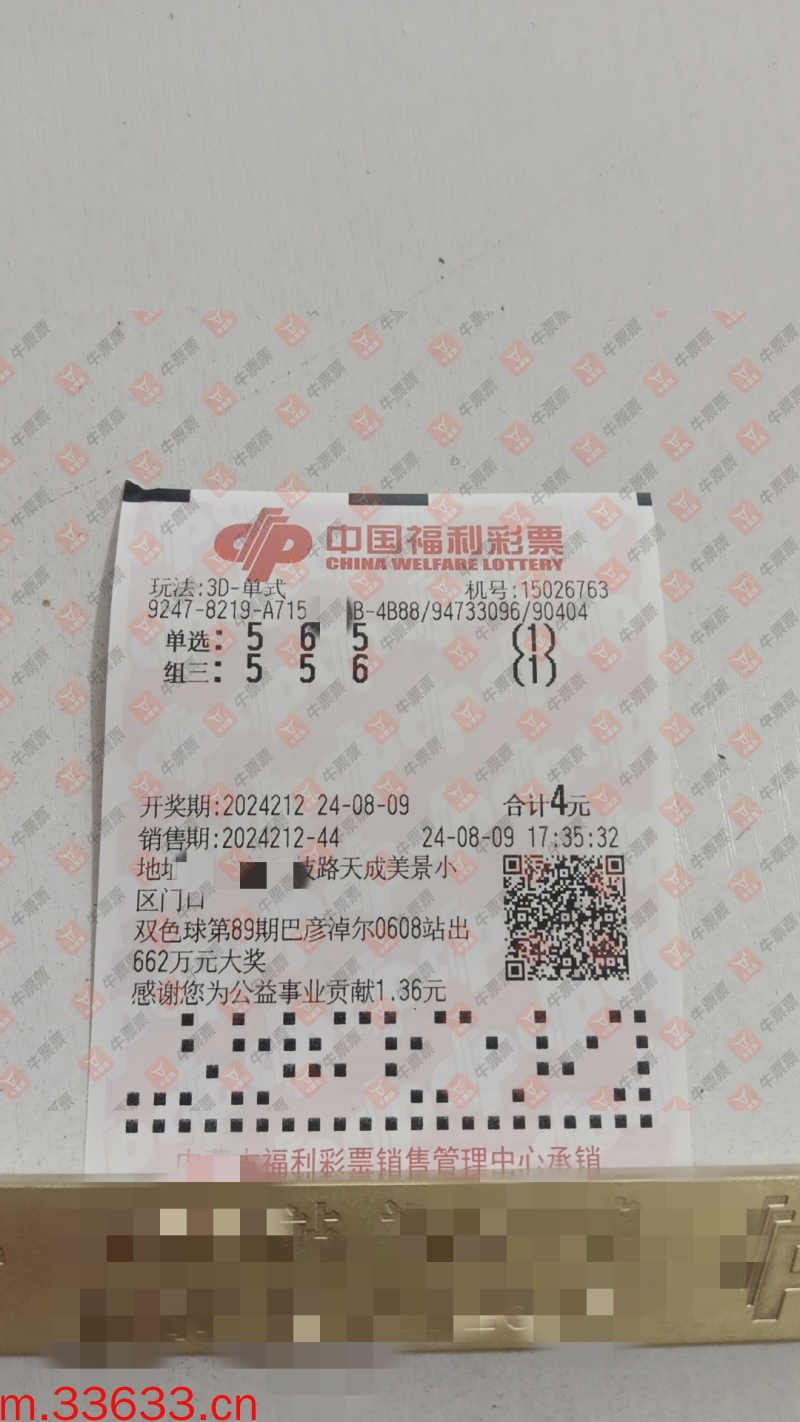 中国福利彩票
CHINA WELFARE LOTTERY
玩法:3D-单式 机号:15026763
9247-8219-A715 B-4B88/94733096/90404
单选: 5 6 5 (1)
组三: 5 5 6 (1)
开奖期:2024212 24-08-09 合计4元
销售期:2024212-44 24-08-09 17:35:32
地址 路天成美景小
区门口
双色球第89期巴彦淖尔0608站出
662万元大奖
感谢您为公益事业贡献1.36元
福利彩票销售管理中心承销
牛票票
m.33633.cn